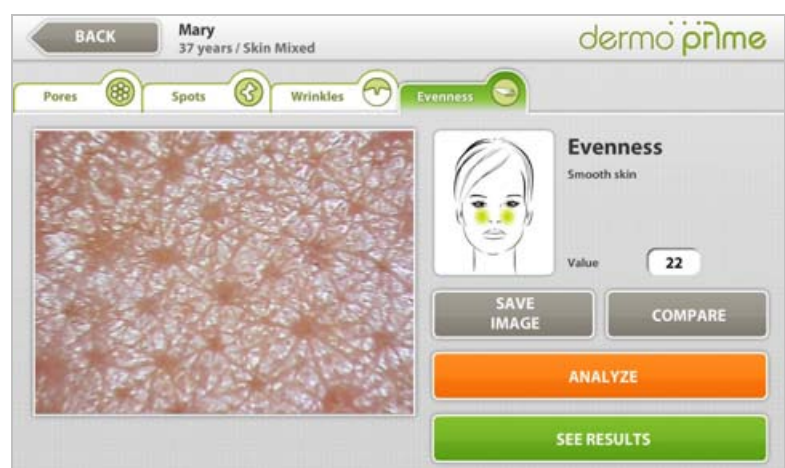 BACK
Mary
37 years / Skin Mixed
dermo prime
Pores
Spots
Wrinkles
Evenness
Evenness
Smooth skin
Value
22
SAVE
IMAGE
COMPARE
ANALYZE
SEE RESULTS